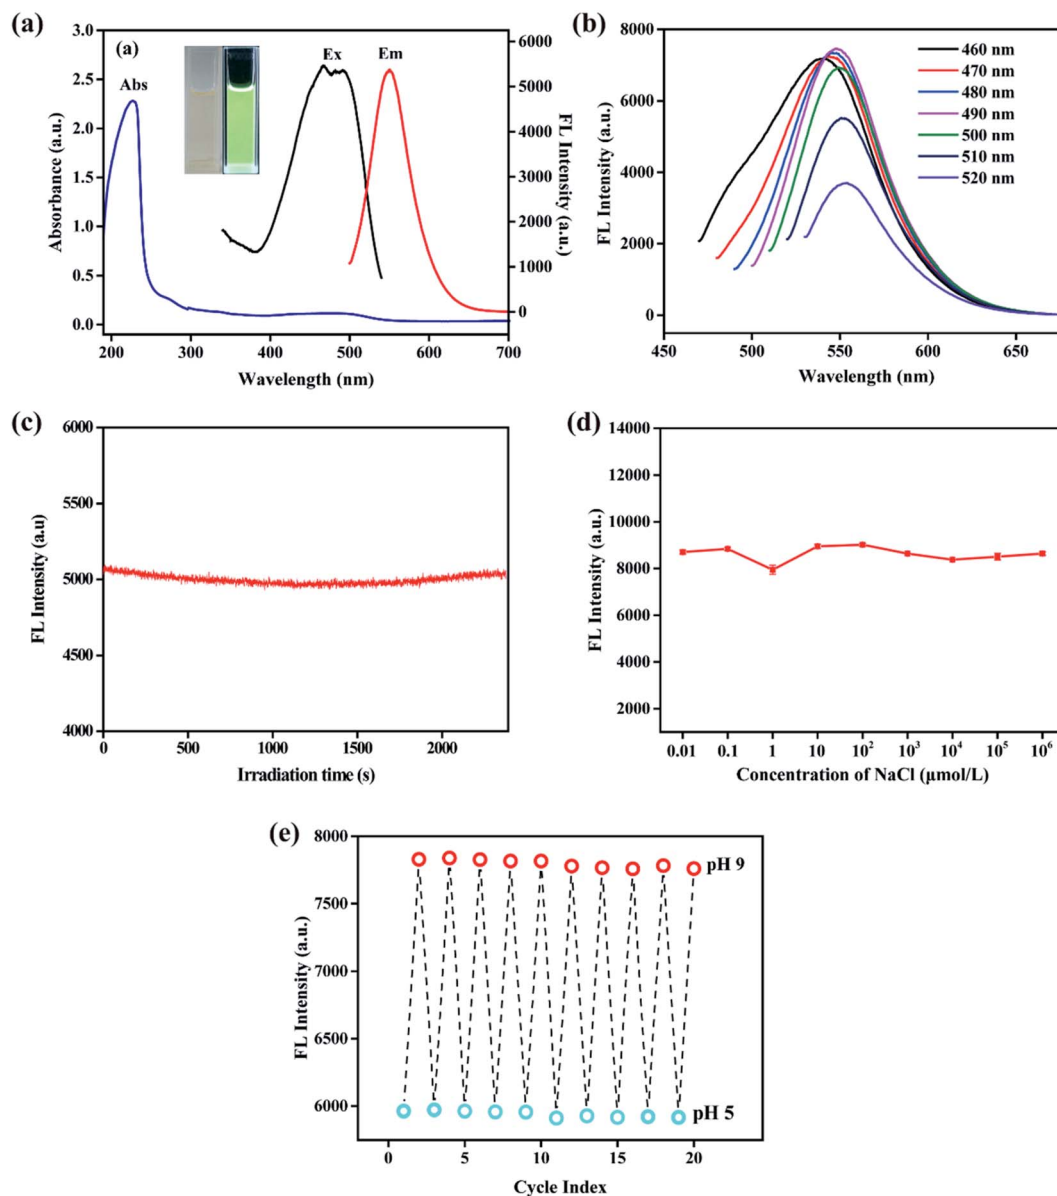 (a)
(a)
Abs
Ex
Em
3.0
2.5
2.0
1.5
1.0
0.5
0.0
Absorbance (a.u.)
6000
5000
4000
3000
2000
1000
0
FL Intensity (a.u.)
200 300 400 500 600 700
Wavelength (nm)
(b)
8000
6000
4000
2000
0
FL Intensity (a.u.)
460 nm
470 nm
480 nm
490 nm
500 nm
510 nm
520 nm
450 500 550 600 650
Wavelength (nm)
(c)
6000
5500
5000
4500
4000
FL Intensity (a.u)
0 500 1000 1500 2000
Irradiation time (s)
(d)
14000
12000
10000
8000
6000
4000
2000
FL Intensity (a.u.)
0.01 0.1 1 10 10² 10³ 10⁴ 10⁵ 10⁶
Concentration of NaCl (μmol/L)
(e)
8000
7500
7000
6500
6000
FL Intensity (a.u.)
pH 9
pH 5
0 5 10 15 20
Cycle Index